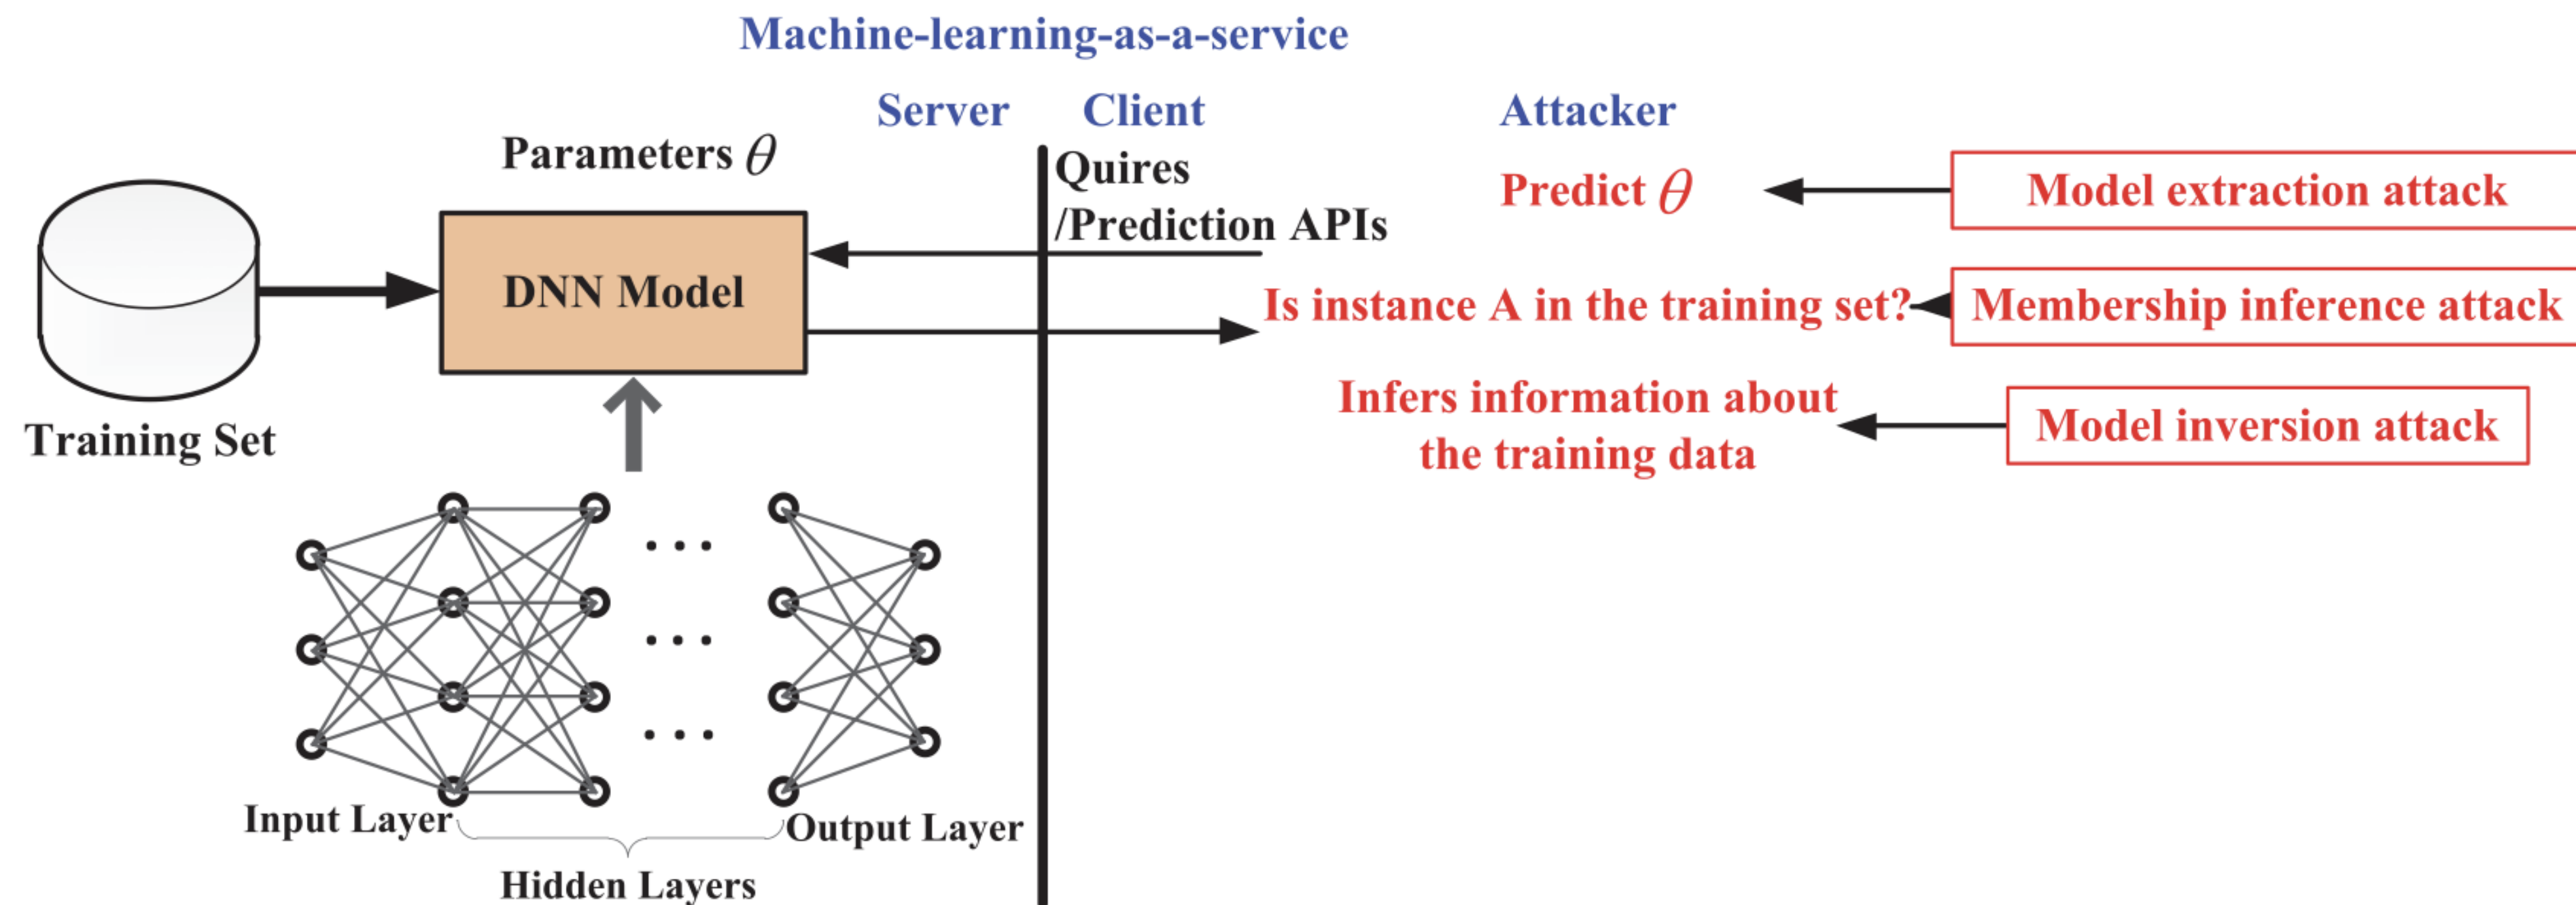 Machine-learning-as-a-service
Server Client Attacker
Parameters θ
Quires
/Prediction APIs
Predict θ
Model extraction attack
DNN Model
Is instance A in the training set?
Membership inference attack
Training Set
Infers information about
the training data
Model inversion attack
Input Layer
Output Layer
Hidden Layers